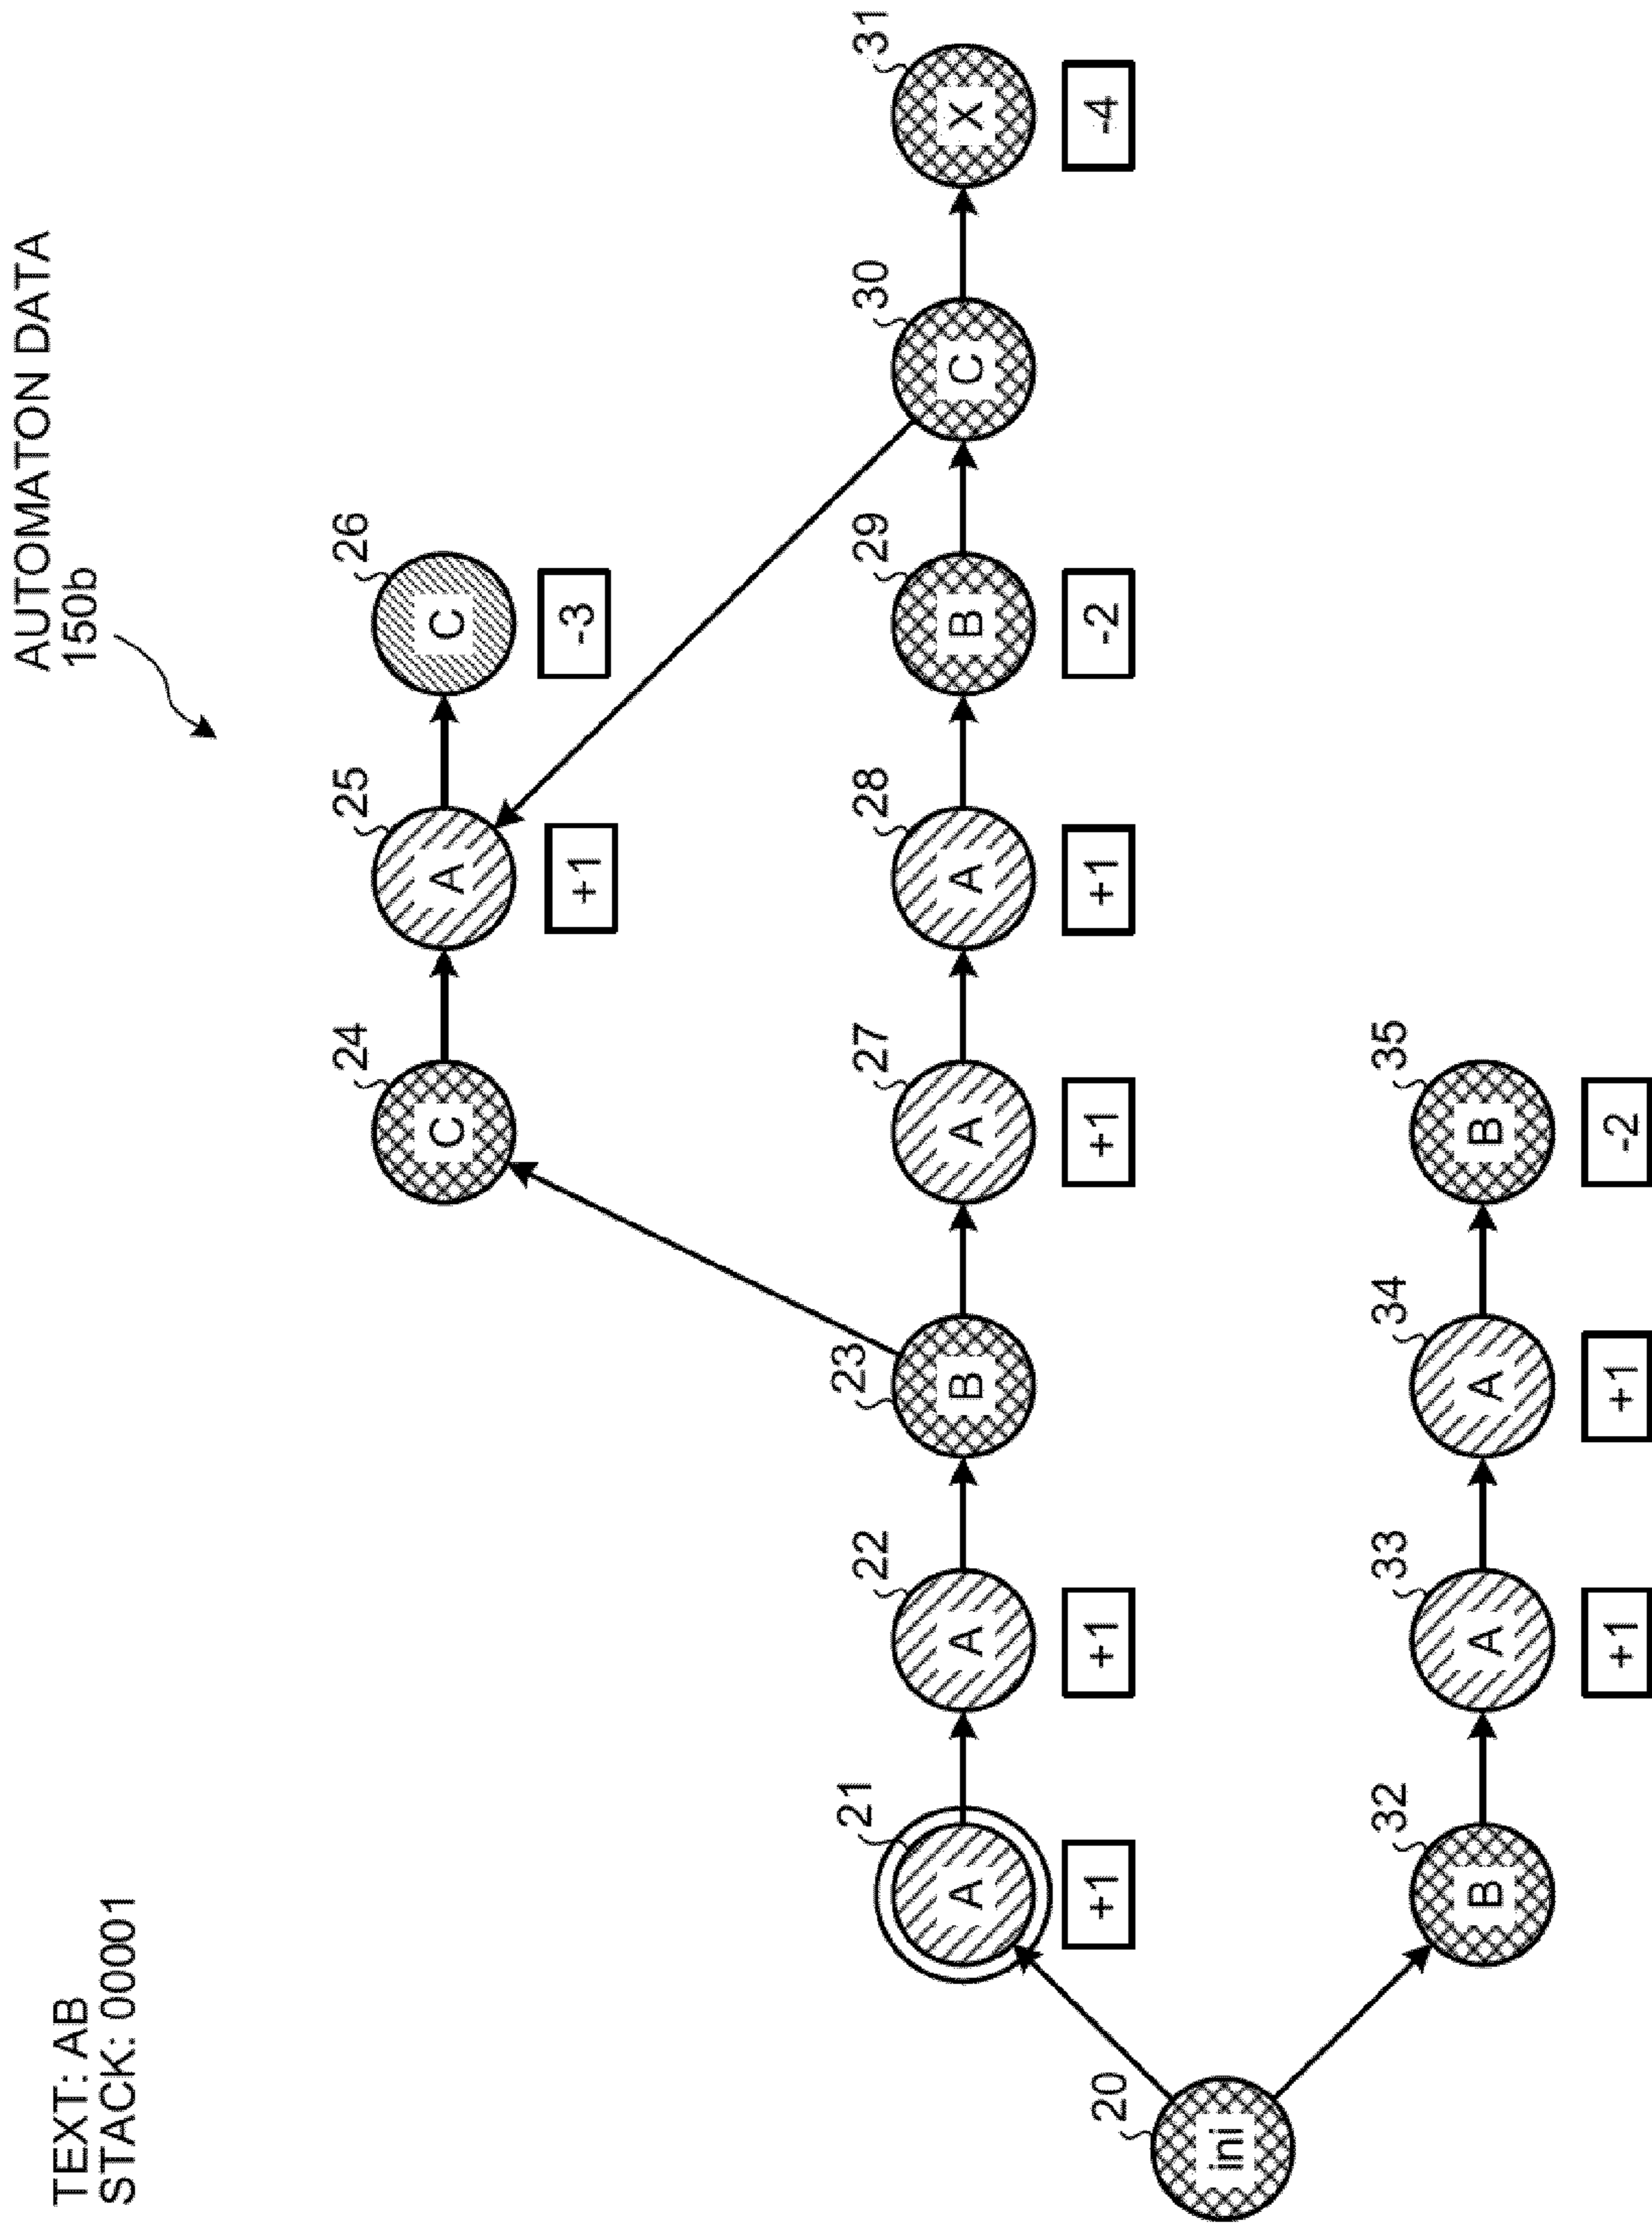 AUTOMATON DATA
150b
TEXT: AB
STACK: 00001
24
C
25
A
+1
26
C
-3
21
A
+1
22
A
+1
23
B
27
A
+1
28
A
+1
29
B
-2
30
C
31
X
-4
20
ini
32
B
33
A
+1
34
A
+1
35
B
-2